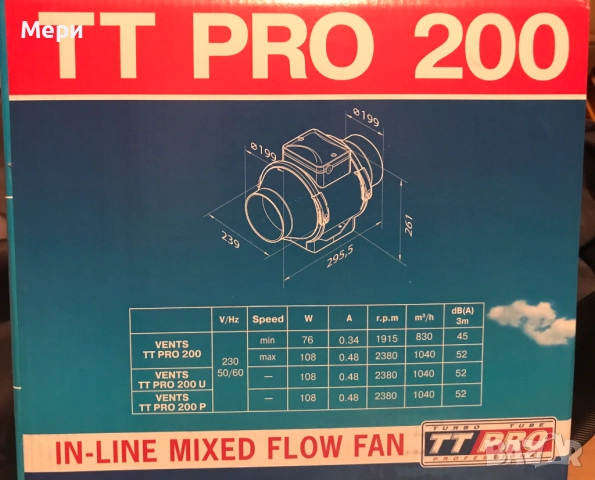 Мери
TT PRO 200
ø199
ø199
239
295,5
261
V/Hz Speed W A r.p.m m³/h dB(A) 3m
VENTS TT PRO 200 230 50/60 min 76 0.34 1915 830 45
max 108 0.48 2380 1040 52
VENTS TT PRO 200 U — 108 0.48 2380 1040 52
VENTS TT PRO 200 P — 108 0.48 2380 1040 52
IN-LINE MIXED FLOW FAN
TURBO TUBE
TT PRO